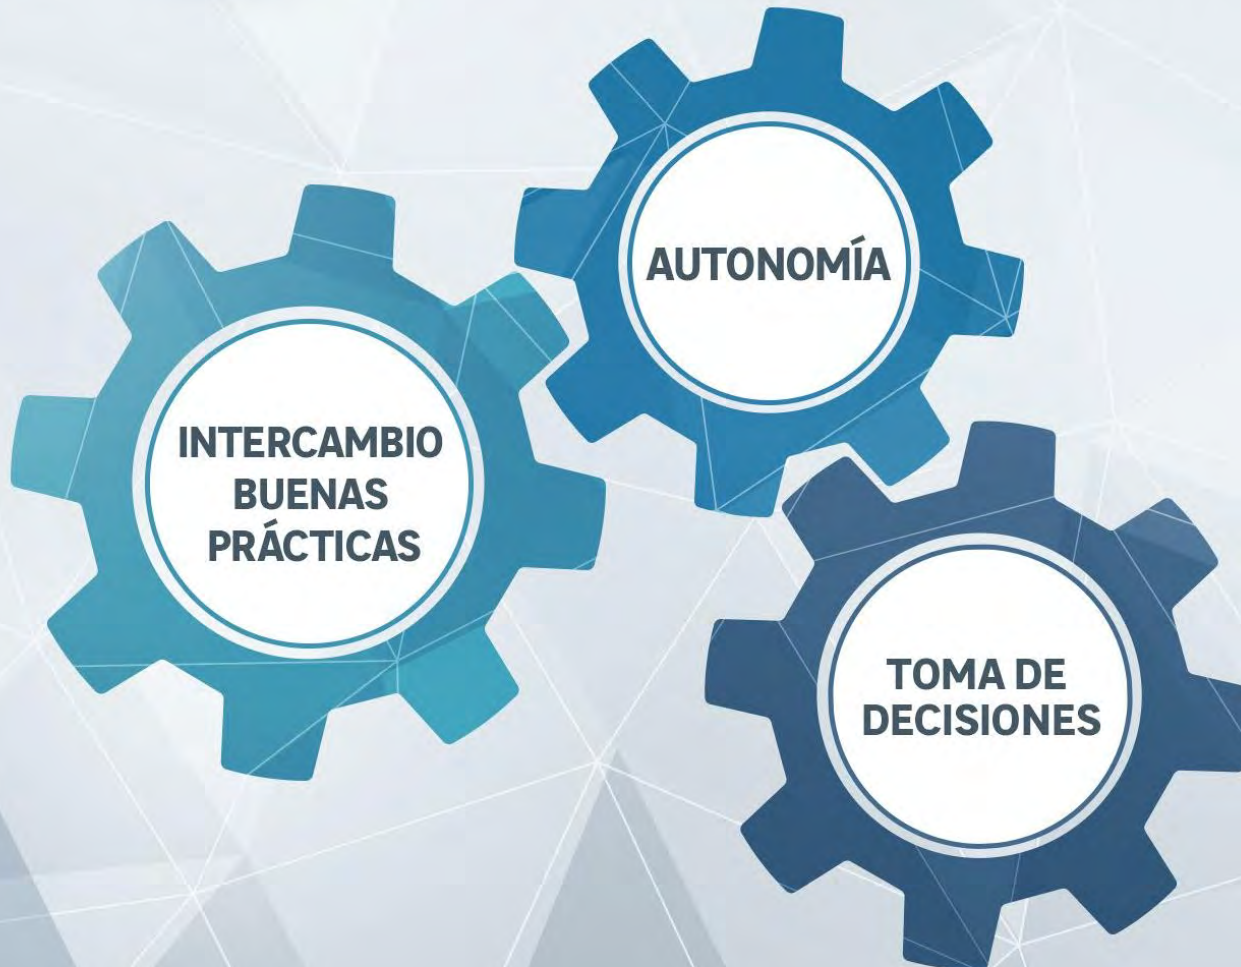 AUTONOMÍA
INTERCAMBIO
BUENAS
PRÁCTICAS
TOMA DE
DECISIONES